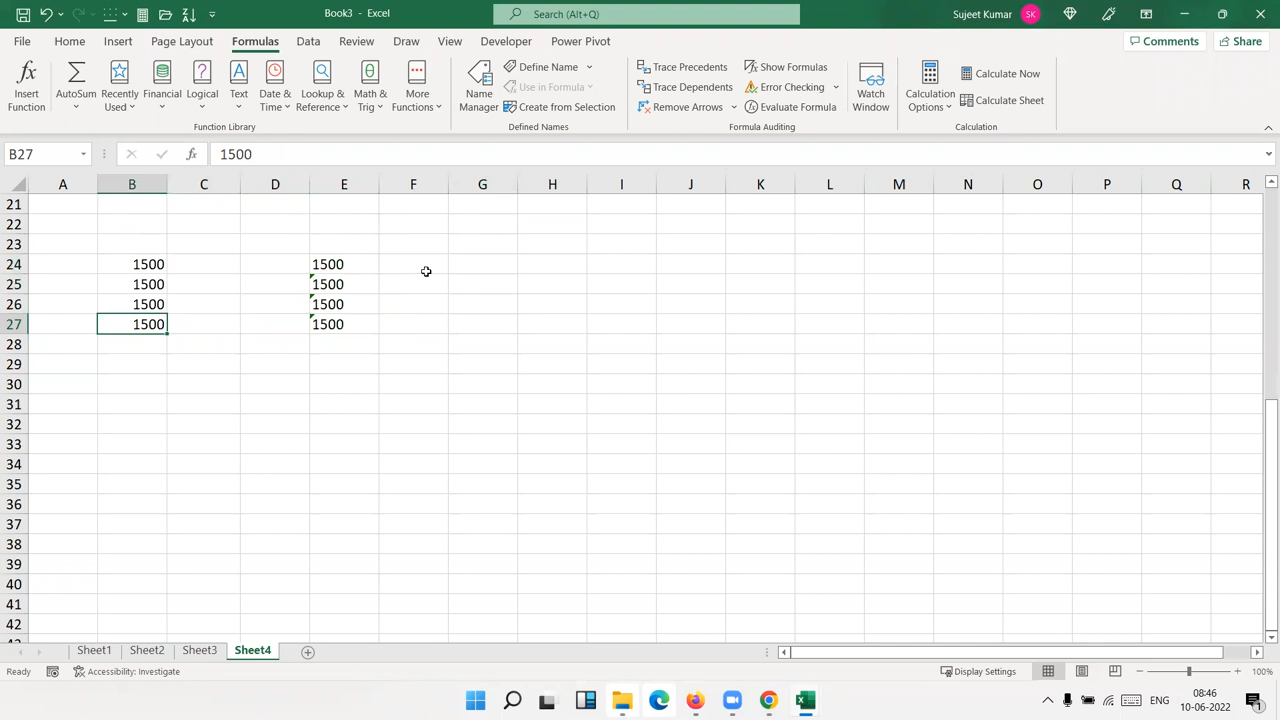 Book3 - Excel
Search (Alt+Q)
Sujeet Kumar
SK
File Home Insert Page Layout Formulas Data Review View Draw Developer Power Pivot
Comments
Share
Insert Function
AutoSum
Recently Used
Financial
Logical
Text
Date & Time
Lookup & Reference
Math & Trig
More Functions
Function Library
Name Manager
Define Name
Use in Formula
Create from Selection
Defined Names
Trace Precedents
Trace Dependents
Remove Arrows
Show Formulas
Error Checking
Evaluate Formula
Formula Auditing
Watch Window
Calculation Options
Calculate Now
Calculate Sheet
Calculation
B27
fx
1500
A B C D E F G H I J K L M N O P Q R
21
22
23
24 1500 1500
25 1500 1500
26 1500 1500
27 1500 1500
28
29
30
31
32
33
34
35
36
37
38
39
40
41
42
Sheet1 Sheet2 Sheet3 Sheet4
Ready
Accessibility: Investigate
Display Settings
100%
ENG
08:46
10-06-2022